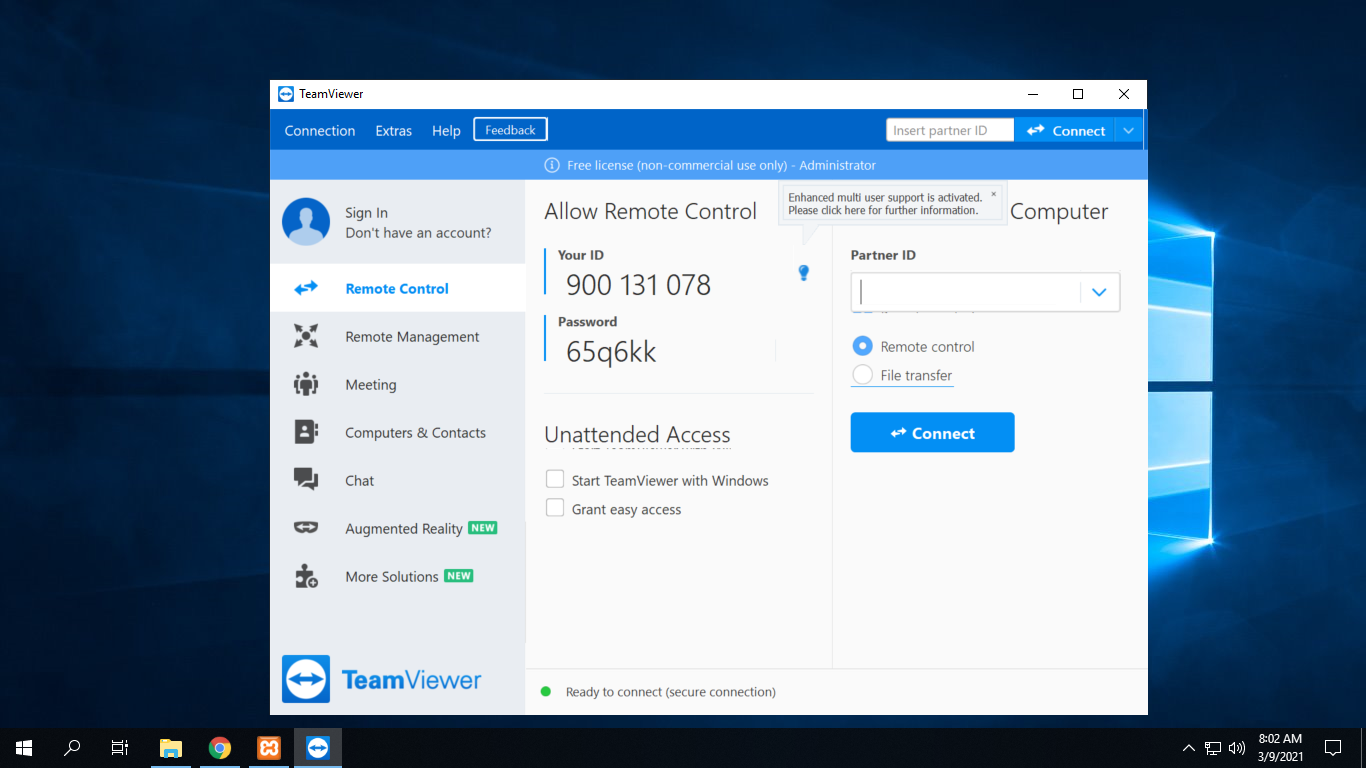 TeamViewer
Connection Extras Help Feedback
Insert partner ID Connect
Free license (non-commercial use only) - Administrator
Sign In
Don't have an account?
Remote Control
Remote Management
Meeting
Computers & Contacts
Chat
Augmented Reality NEW
More Solutions NEW
TeamViewer
Allow Remote Control
Your ID
900 131 078
Password
65q6kk
Unattended Access
Start TeamViewer with Windows
Grant easy access
Enhanced multi user support is activated.
Please click here for further information.
Computer
Partner ID
Remote control
File transfer
Connect
Ready to connect (secure connection)
8:02 AM
3/9/2021